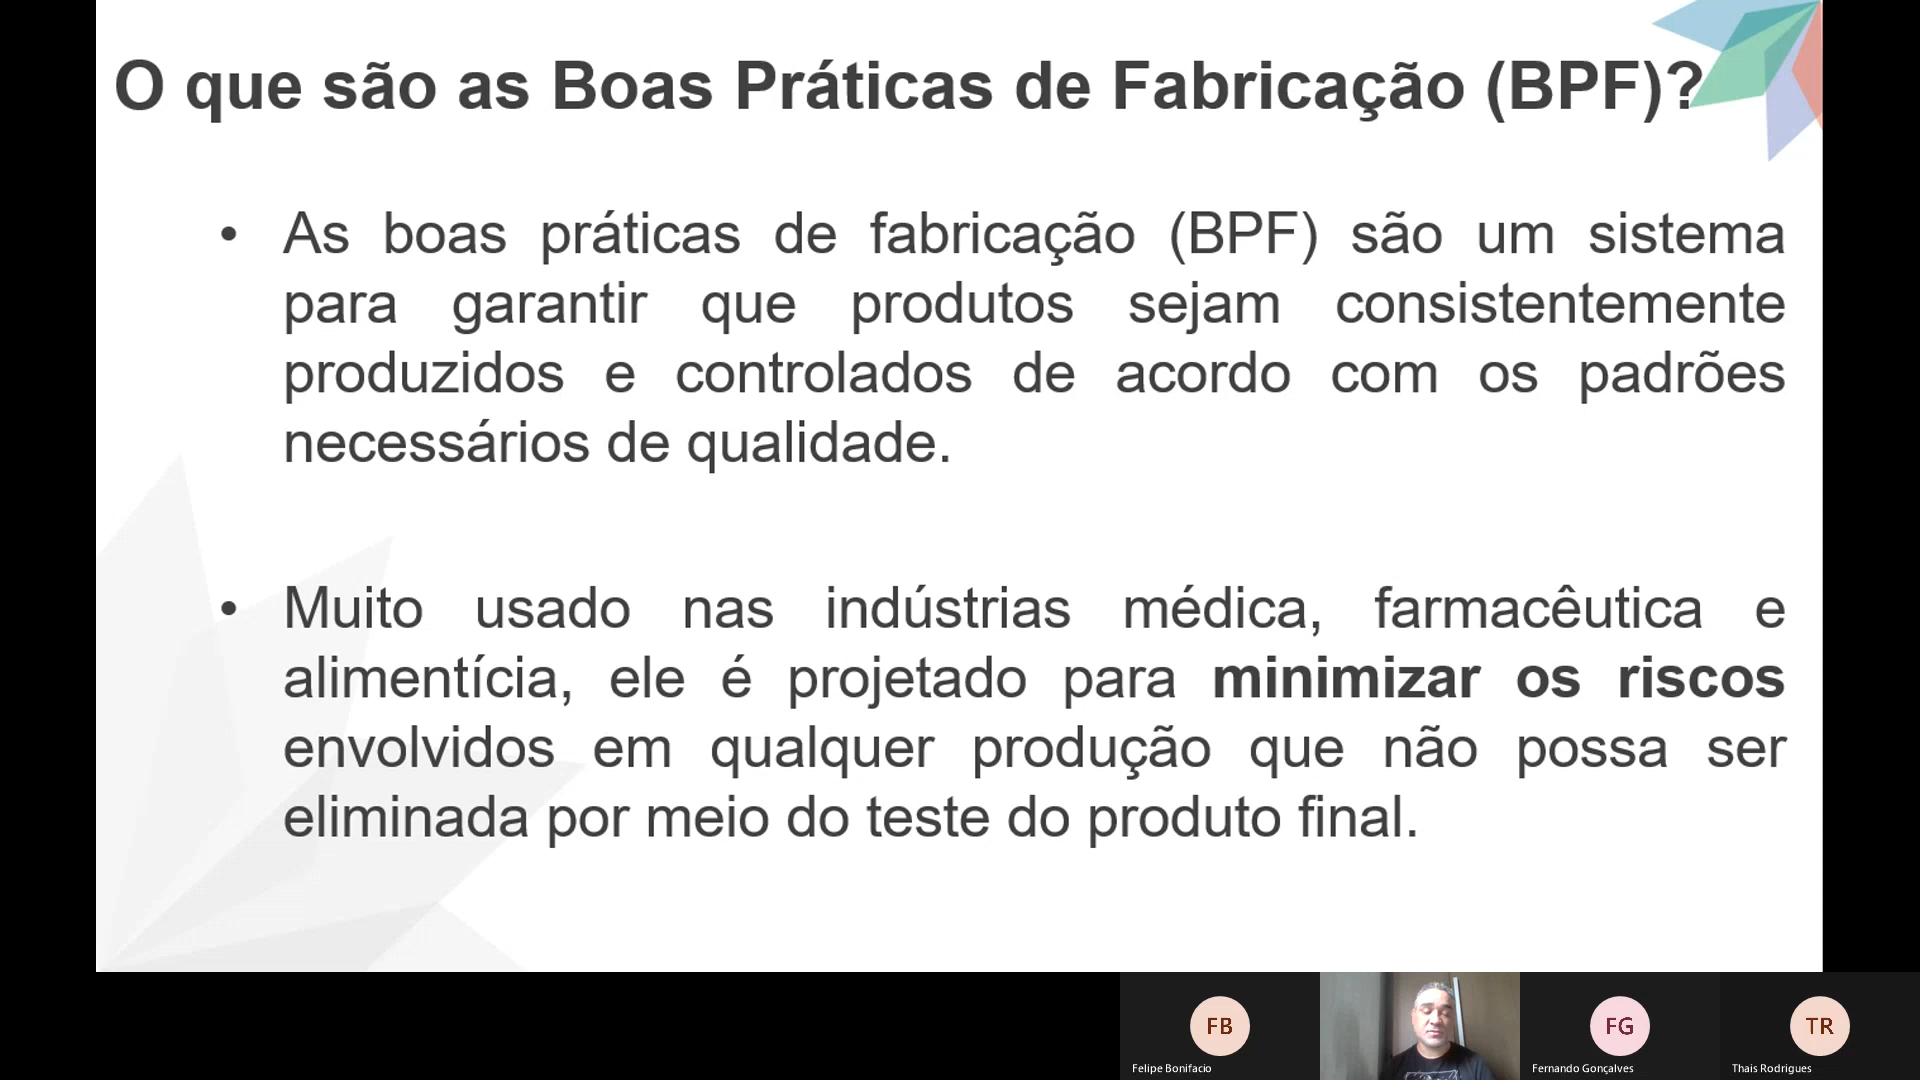 O que são as Boas Práticas de Fabricação (BPF)?
• As boas práticas de fabricação (BPF) são um sistema
para garantir que produtos sejam consistentemente
produzidos e controlados de acordo com os padrões
necessários de qualidade.
• Muito usado nas indústrias médica, farmacêutica e
alimentícia, ele é projetado para minimizar os riscos
envolvidos em qualquer produção que não possa ser
eliminada por meio do teste do produto final.
FB
FG
TR
Felipe Bonifacio
Fernando Gonçalves
Thais Rodrigues